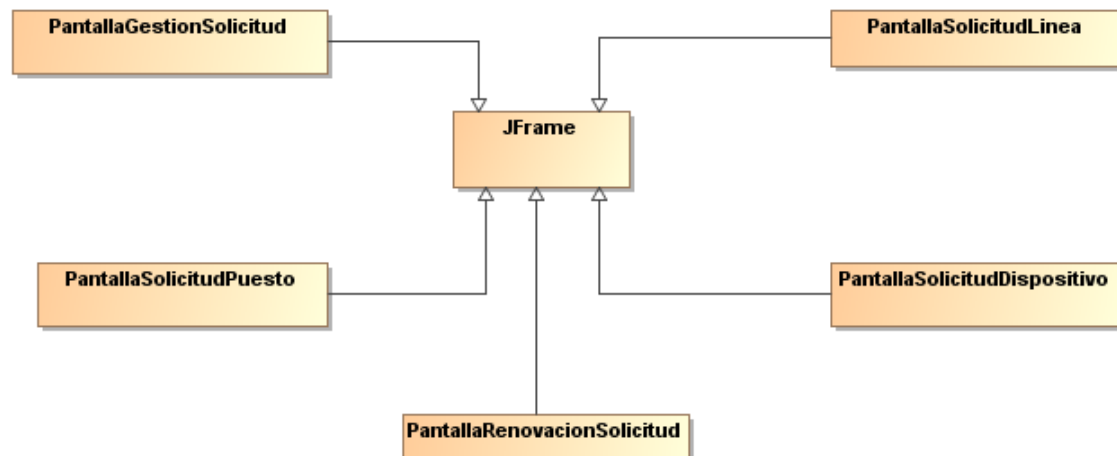 PantallaGestionSolicitud
PantallaSolicitudLinea
JFrame
PantallaSolicitudPuesto
PantallaSolicitudDispositivo
PantallaRenovacionSolicitud